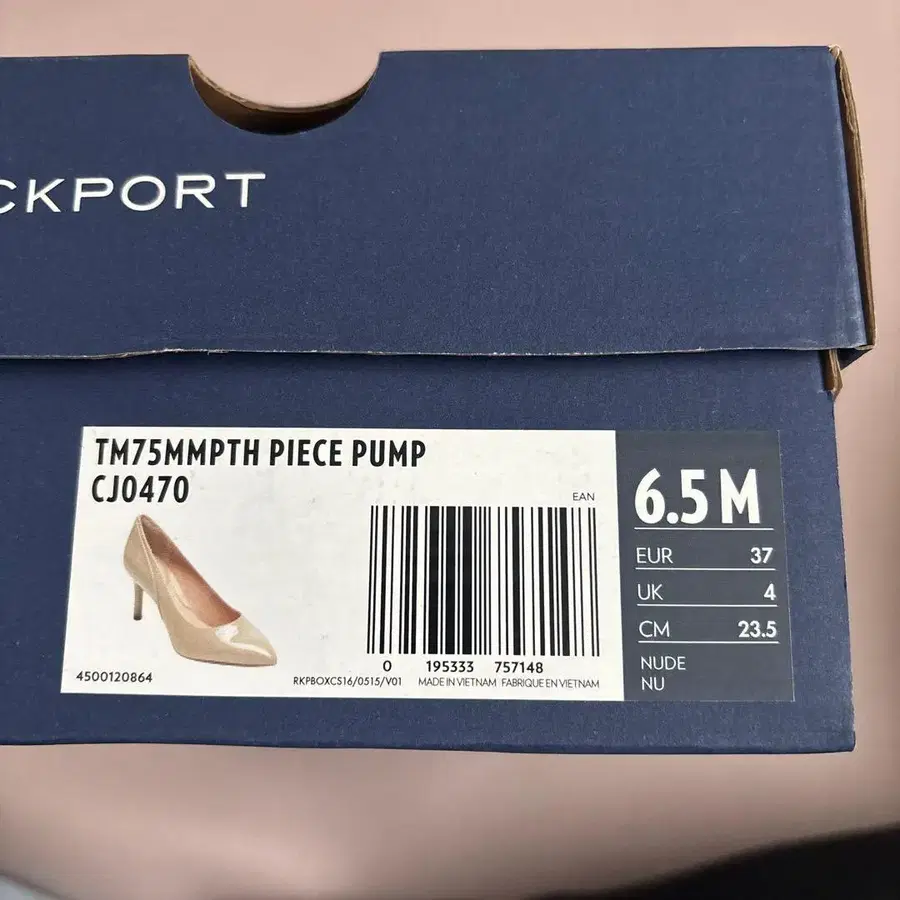 CKPORT
TM75MMPTH PIECE PUMP
CJ0470
EAN
0 195333 757148
4500120864
RKPBOXCS16/0515/V01 MADE IN VIETNAM FABRIQUE EN VIETNAM
6.5 M
EUR 37
UK 4
CM 23.5
NUDE
NU